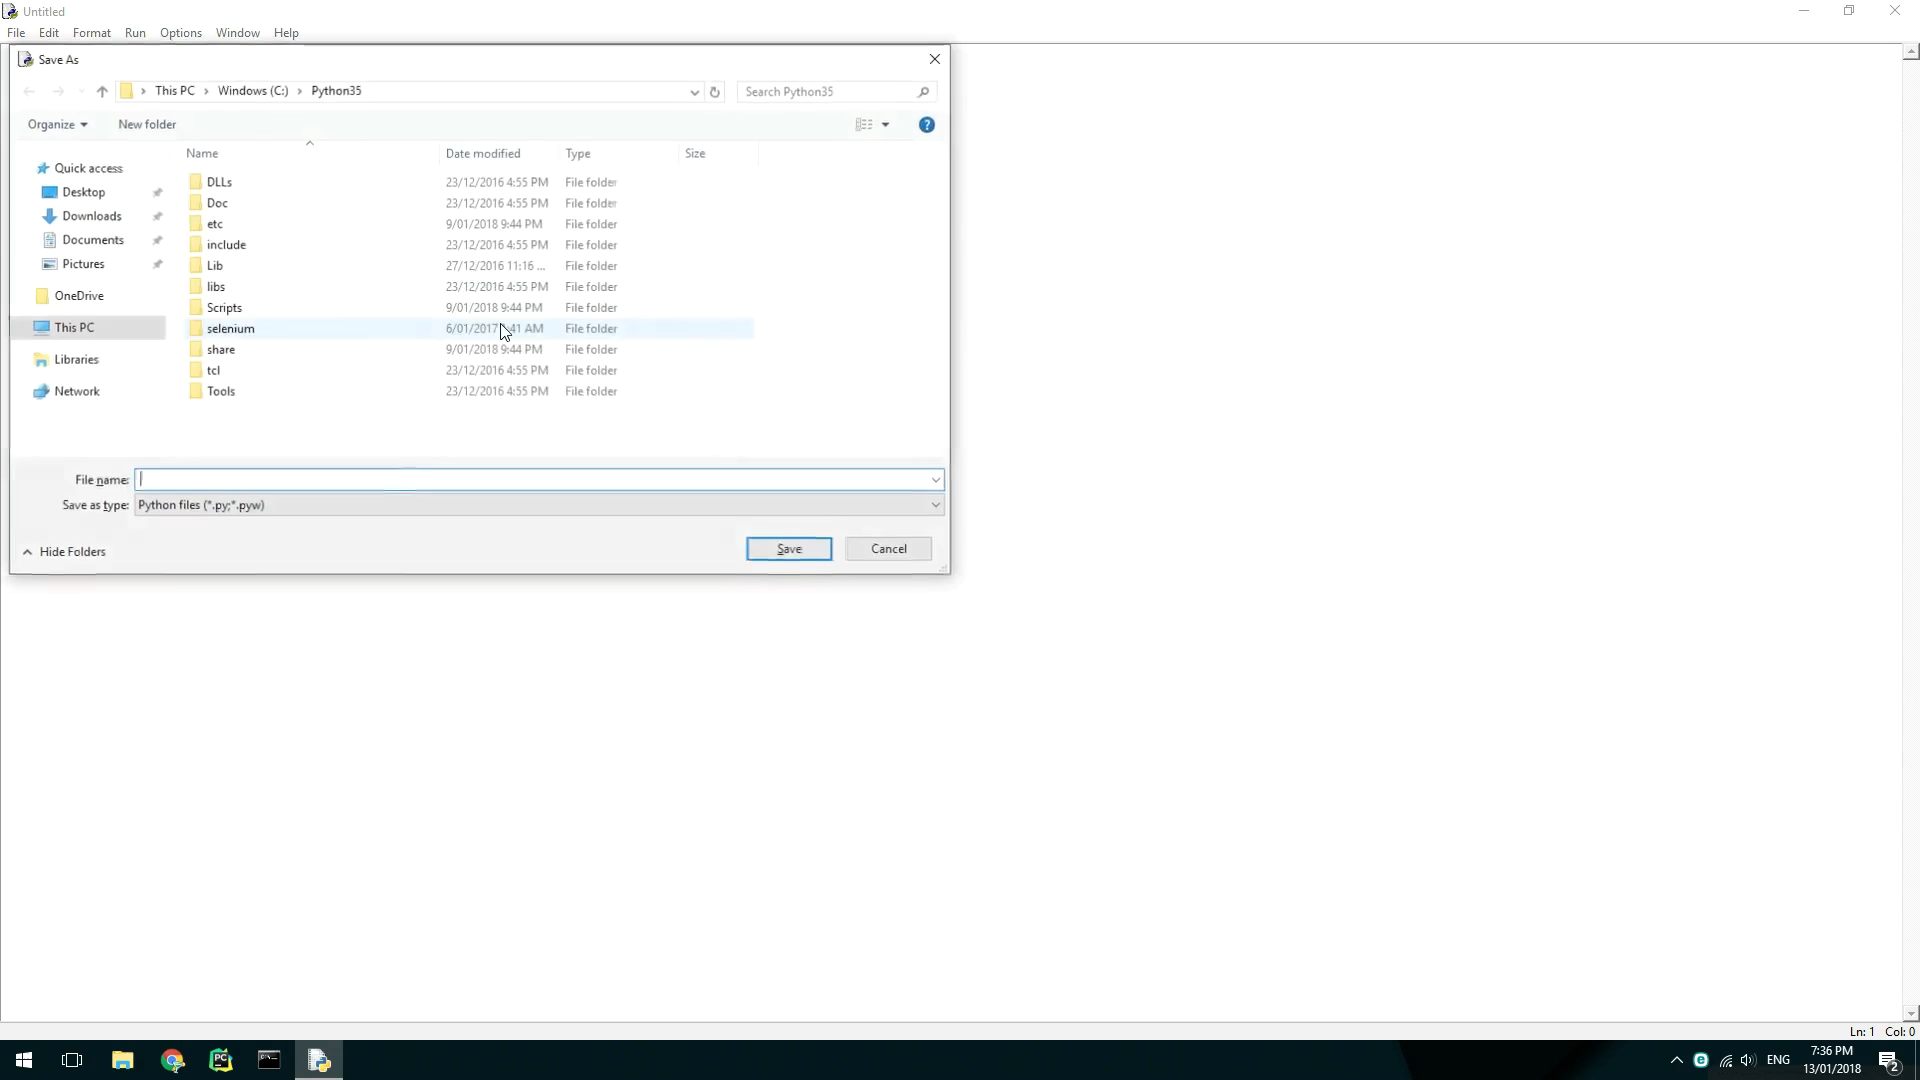 Untitled
File Edit Format Run Options Window Help
Save As
This PC Windows (C:) Python35
Search Python35
Organize New folder
Name Date modified Type Size
Quick access
Desktop
Downloads
Documents
Pictures
OneDrive
This PC
Libraries
Network
DLLs 23/12/2016 4:55 PM File folder
Doc 23/12/2016 4:55 PM File folder
etc 9/01/2018 9:44 PM File folder
include 23/12/2016 4:55 PM File folder
Lib 27/12/2016 11:16 ... File folder
libs 23/12/2016 4:55 PM File folder
Scripts 9/01/2018 9:44 PM File folder
selenium 6/01/2017 :41 AM File folder
share 9/01/2018 9:44 PM File folder
tcl 23/12/2016 4:55 PM File folder
Tools 23/12/2016 4:55 PM File folder
File name:
Save as type: Python files (*.py;*.pyw)
Hide Folders
Save Cancel
Ln: 1 Col: 0
ENG
7:36 PM
13/01/2018
2